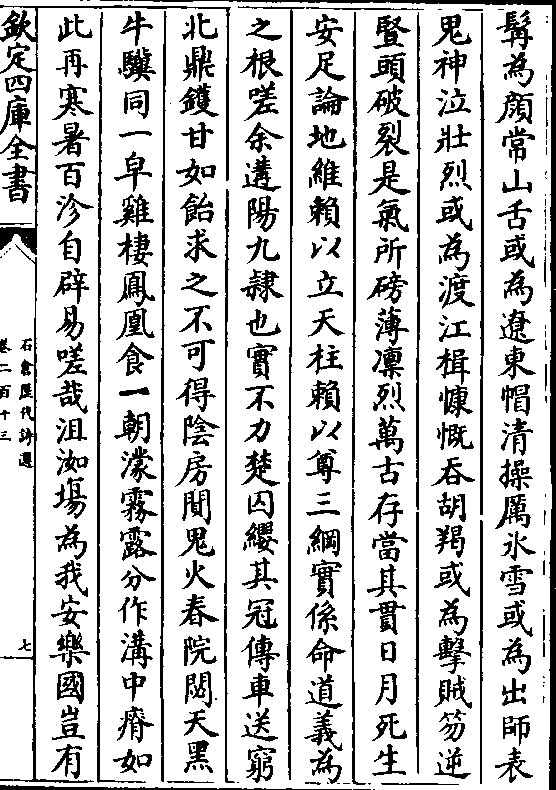 髯為顔常山舌或為遼東帽清操厲氷雪或為出師表
鬼神泣壯烈或為渡江楫慷慨吞胡羯或為擊賊笏逆
豎頭破裂是氣所磅薄凛烈萬古存當其貫日月死生
安足論地維賴以立天柱賴以尊三綱實係命道義為
之根嗟余遘陽九隷也實不力楚囚纓其冠傳車送窮
北鼎鑊甘如飴求之不可得陰房闃鬼火春院閟天黑
牛驥同一皁雞棲鳳凰食一朝濛霧露分作溝中瘠如
此再寒暑百沴自辟易嗟哉沮洳塲為我安樂國豈有
欽定四庫全書
石倉歷代詩選
卷二百十三
七